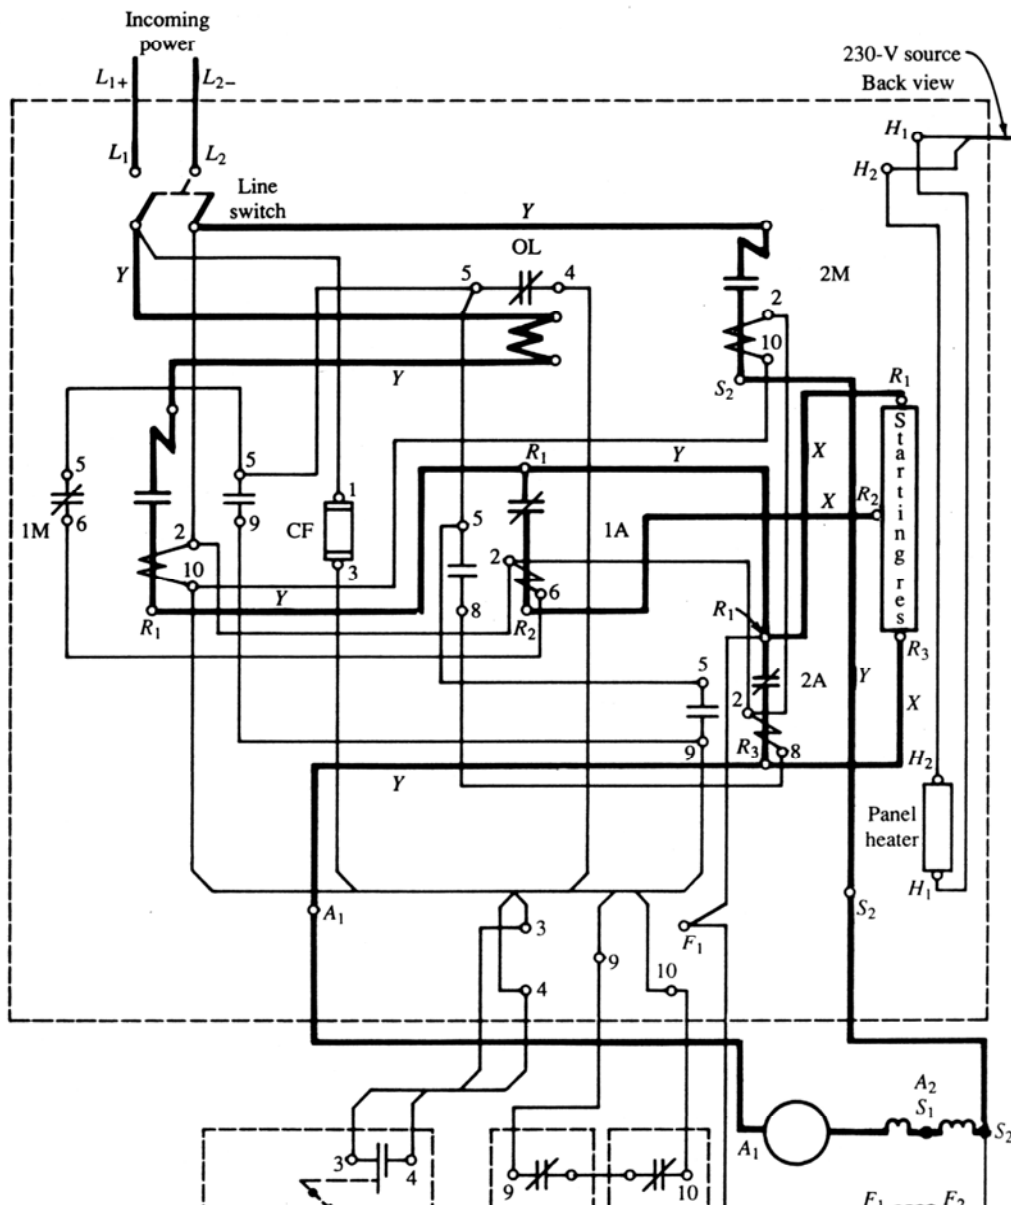 Incoming
power
230-V source
Back view
L1+
L2−
H1
L1
L2
H2
Line
switch
Y
OL
Y
5
4
2M
2
10
Y
S2
R1
5
5
R1
Y
X
Starting res
1
R2
X
1M
6
2
9
CF
5
1A
10
3
2
6
Y
8
R1
R2
R1
R3
5
Y
2A
X
2
9
R3
8
H2
Y
Panel
heater
H1
A1
3
F1
S2
9
10
4
A2
S1
A1
S2
3
4
9
10
F1
F2